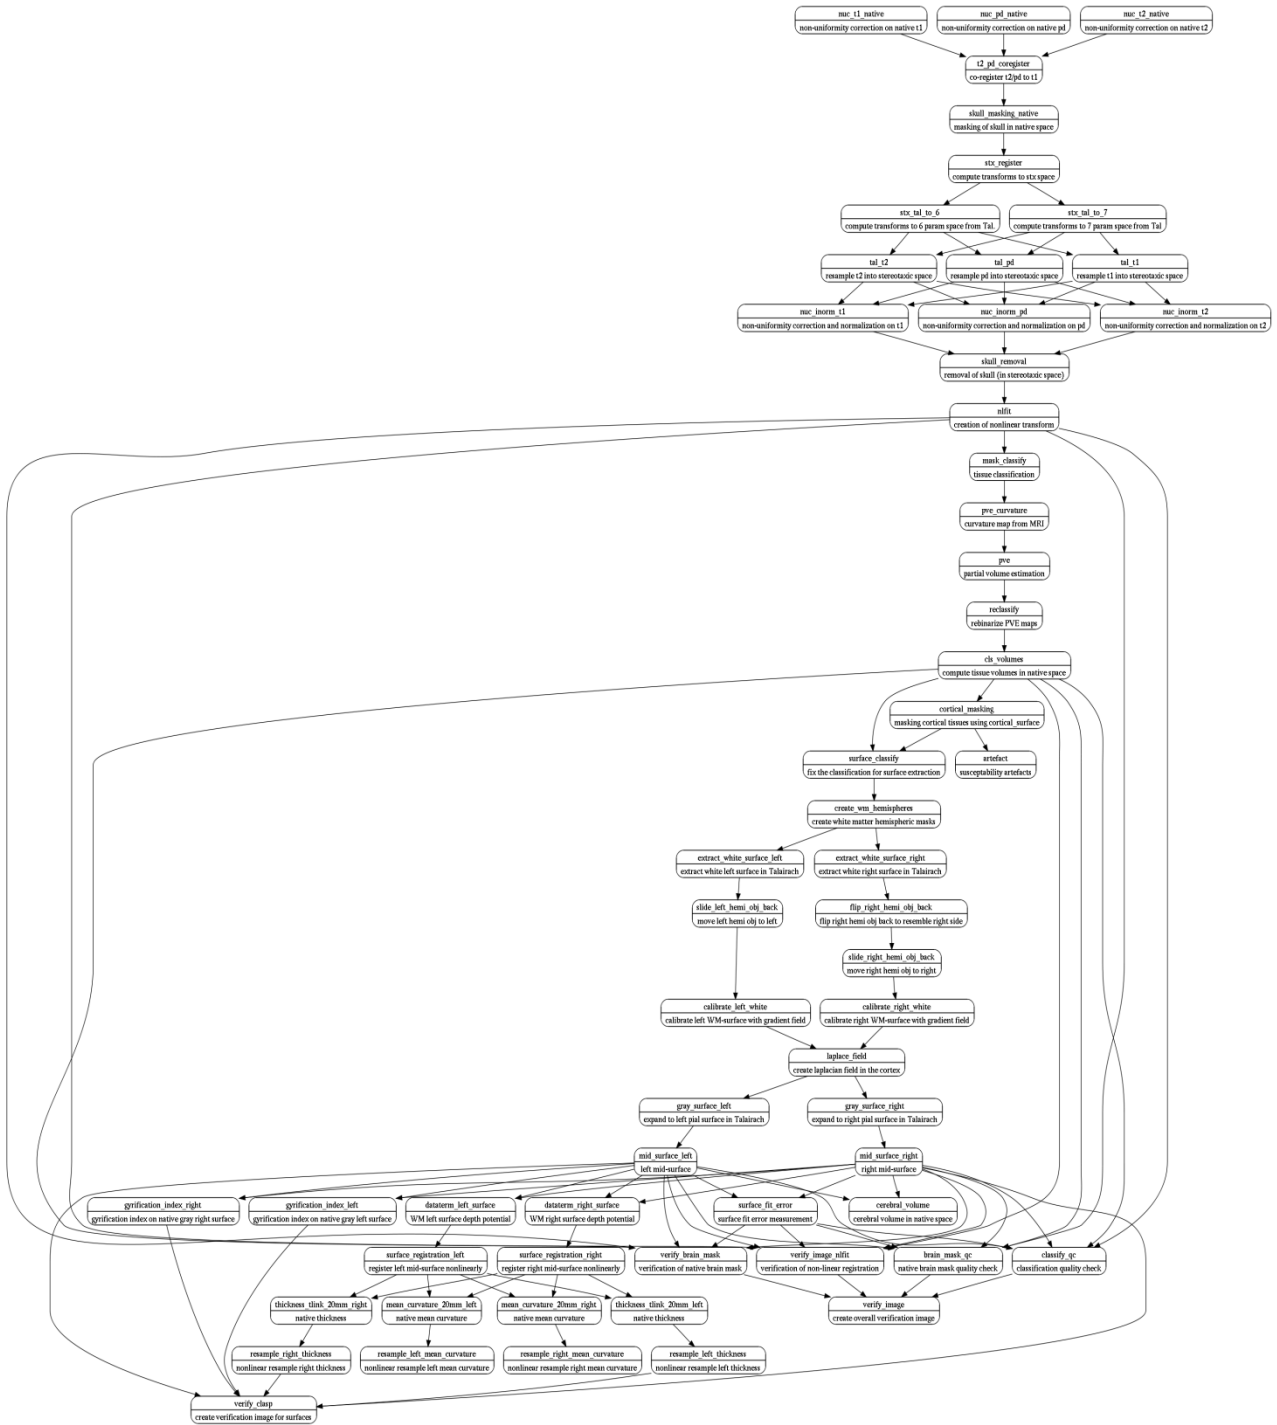 nuc_t1_native
non-uniformity correction on native t1
nuc_pd_native
non-uniformity correction on native pd
nuc_t2_native
non-uniformity correction on native t2
t2_pd_coregister
co-register t2/pd to t1
skull_masking_native
masking of skull in native space
stx_register
compute transforms to stx space
stx_tal_to_6
compute transforms to 6 param space from Tal.
stx_tal_to_7
compute transforms to 7 param space from Tal
tal_t2
resample t2 into stereotaxic space
tal_pd
resample pd into stereotaxic space
tal_t1
resample t1 into stereotaxic space
nuc_inorm_t1
non-uniformity correction and normalization on t1
nuc_inorm_pd
non-uniformity correction and normalization on pd
nuc_inorm_t2
non-uniformity correction and normalization on t2
skull_removal
removal of skull (in stereotaxic space)
nlfit
creation of nonlinear transform
mask_classify
tissue classification
pve_curvature
curvature map from MRI
pve
partial volume estimation
reclassify
rebinarize PVE maps
cls_volumes
compute tissue volumes in native space
cortical_masking
masking cortical tissues using cortical_surface
surface_classify
fix the classification for surface extraction
artefact
susceptability artefacts
create_wm_hemispheres
create white matter hemispheric masks
extract_white_surface_left
extract white left surface in Talairach
extract_white_surface_right
extract white right surface in Talairach
slide_left_hemi_obj_back
move left hemi obj to left
flip_right_hemi_obj_back
flip right hemi obj back to resemble right side
slide_right_hemi_obj_back
move right hemi obj to right
calibrate_left_white
calibrate left WM-surface with gradient field
calibrate_right_white
calibrate right WM-surface with gradient field
laplace_field
create laplacian field in the cortex
gray_surface_left
expand to left pial surface in Talairach
gray_surface_right
expand to right pial surface in Talairach
mid_surface_left
left mid-surface
mid_surface_right
right mid-surface
gyrification_index_right
gyrification index on native gray right surface
gyrification_index_left
gyrification index on native gray left surface
dataterm_left_surface
WM left surface depth potential
dataterm_right_surface
WM right surface depth potential
surface_fit_error
surface fit error measurement
cerebral_volume
cerebral volume in native space
surface_registration_left
register left mid-surface nonlinearly
surface_registration_right
register right mid-surface nonlinearly
verify_brain_mask
verification of native brain mask
verify_image_nlfit
verification of non-linear registration
brain_mask_qc
native brain mask quality check
classify_qc
classification quality check
thickness_tlink_20mm_right
native thickness
mean_curvature_20mm_left
native mean curvature
mean_curvature_20mm_right
native mean curvature
thickness_tlink_20mm_left
native thickness
verify_image
create overall verification image
resample_right_thickness
nonlinear resample right thickness
resample_left_mean_curvature
nonlinear resample left mean curvature
resample_right_mean_curvature
nonlinear resample right mean curvature
resample_left_thickness
nonlinear resample left thickness
verify_clasp
create verification image for surfaces